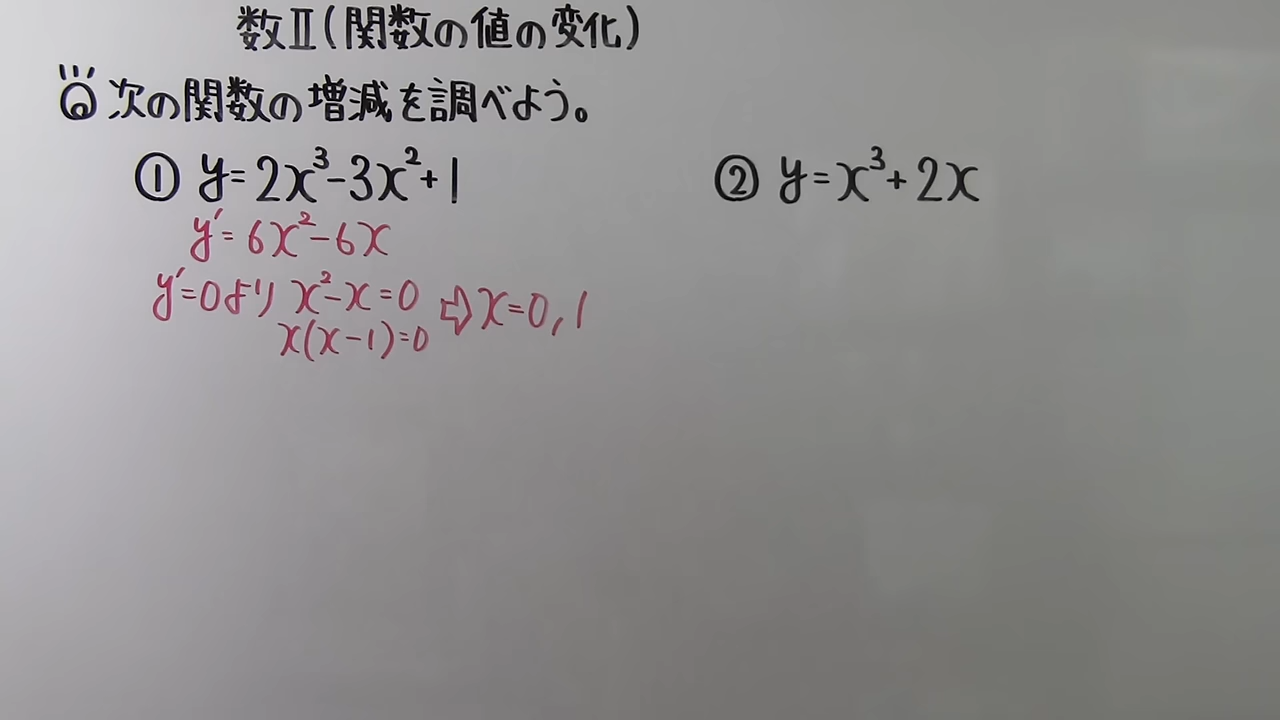 数Ⅱ(関数の値の変化)
Q 次の関数の増減を調べよう。
① y=2x³-3x²+1
y'=6x²-6x
y'=0より x²-x=0 ⇨ x=0,1
x(x-1)=0
② y=x³+2x